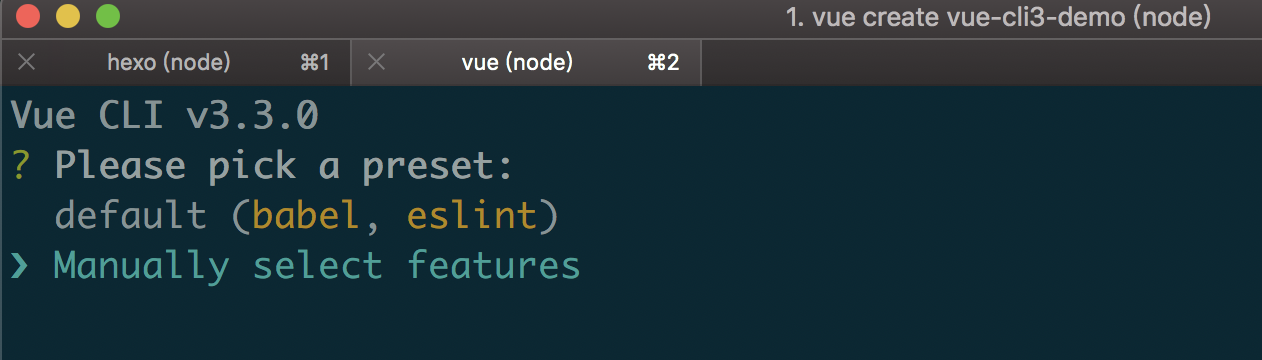 1. vue create vue-cli3-demo (node)
hexo (node) ⌘1 vue (node) ⌘2
Vue CLI v3.3.0
? Please pick a preset:
default (babel, eslint)
❯ Manually select features